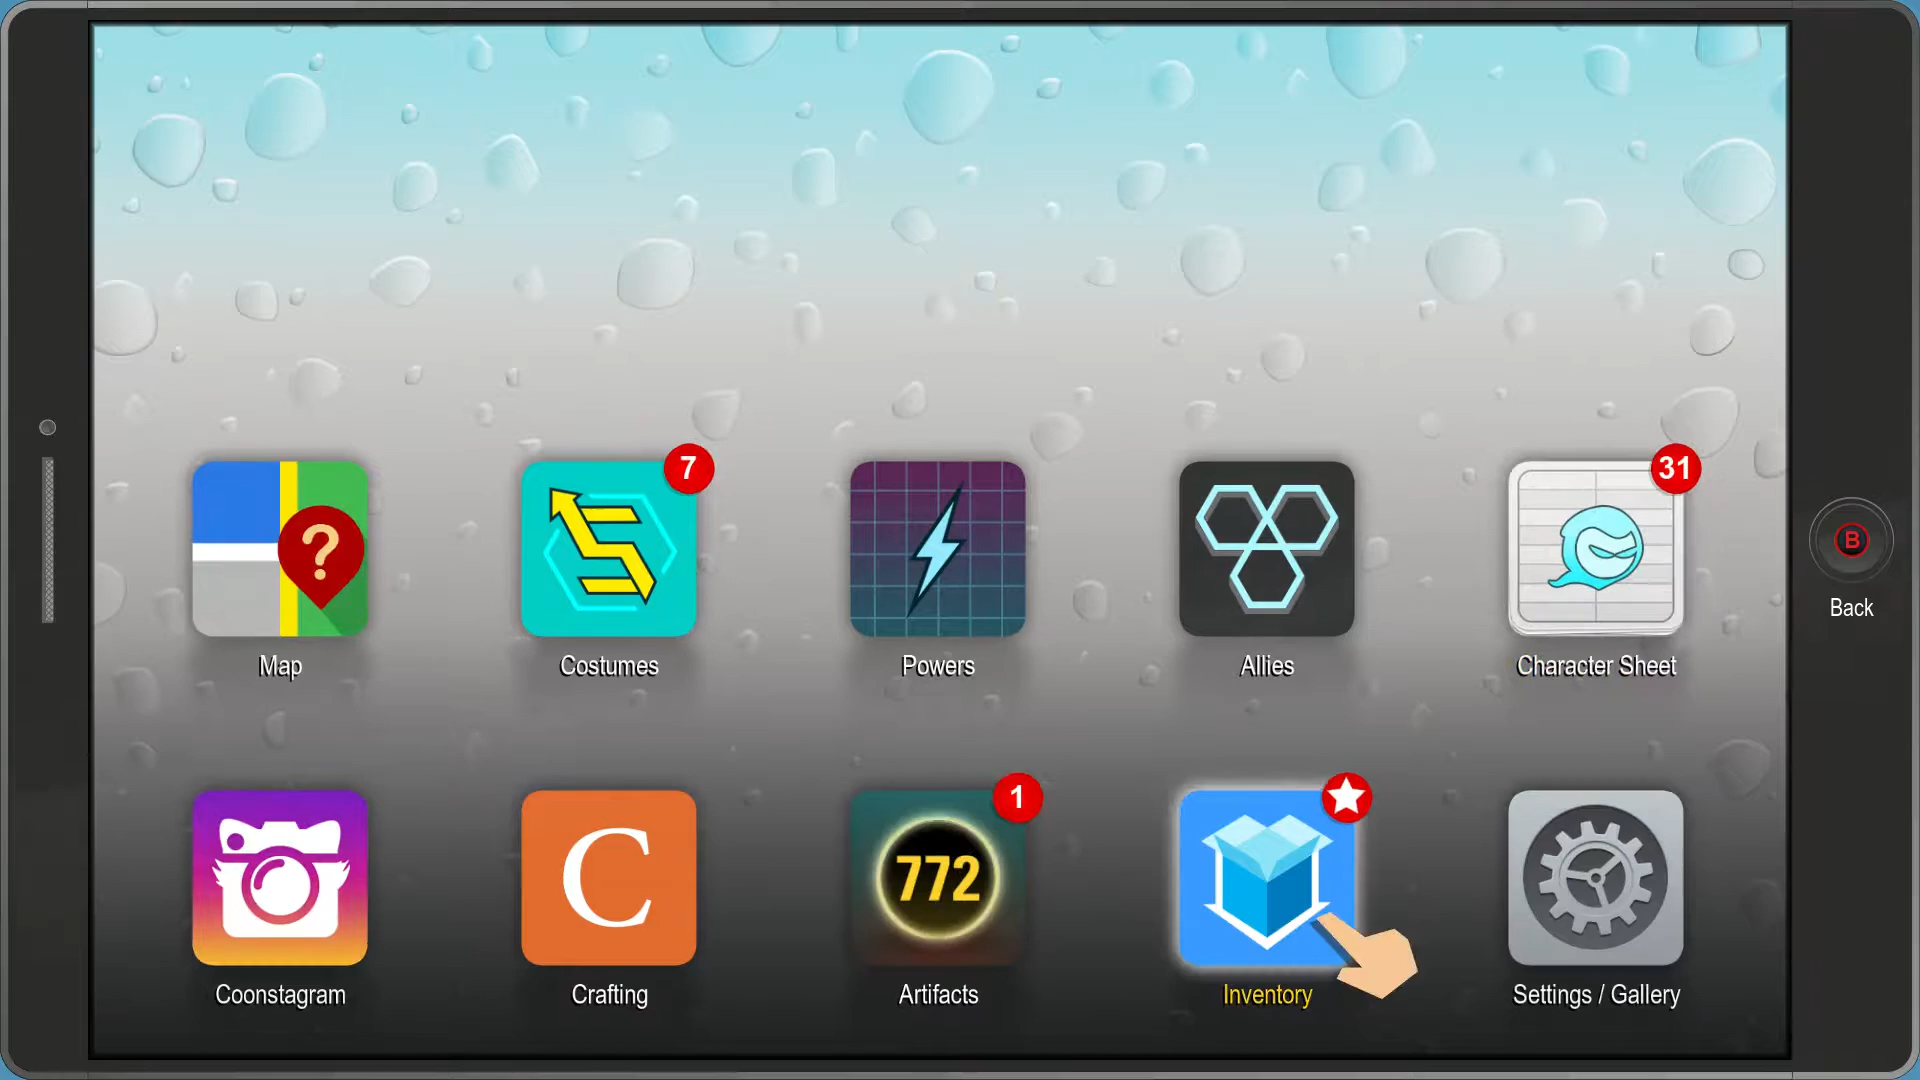 7
31
?
Map
Costumes
Powers
Allies
Character Sheet
B
Back
1
C
772
Coonstagram
Crafting
Artifacts
Inventory
Settings / Gallery